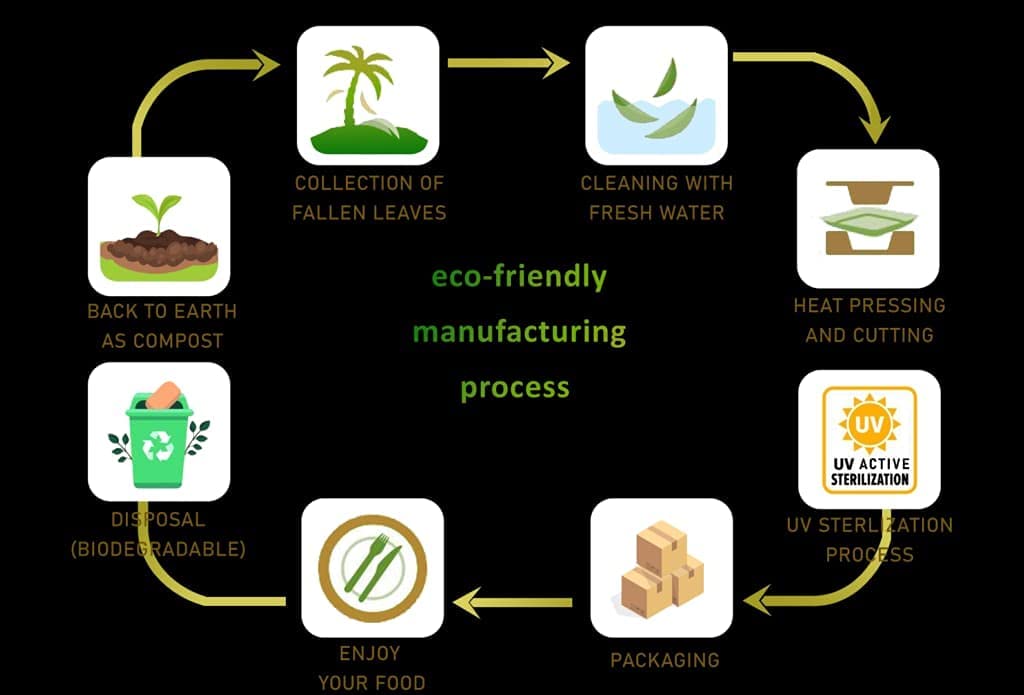 COLLECTION OF
FALLEN LEAVES
CLEANING WITH
FRESH WATER
HEAT PRESSING
AND CUTTING
UV
UV ACTIVE
STERILIZATION
UV STERLIZATION
PROCESS
PACKAGING
ENJOY
YOUR FOOD
DISPOSAL
(BIODEGRADABLE)
BACK TO EARTH
AS COMPOST
eco-friendly
manufacturing
process